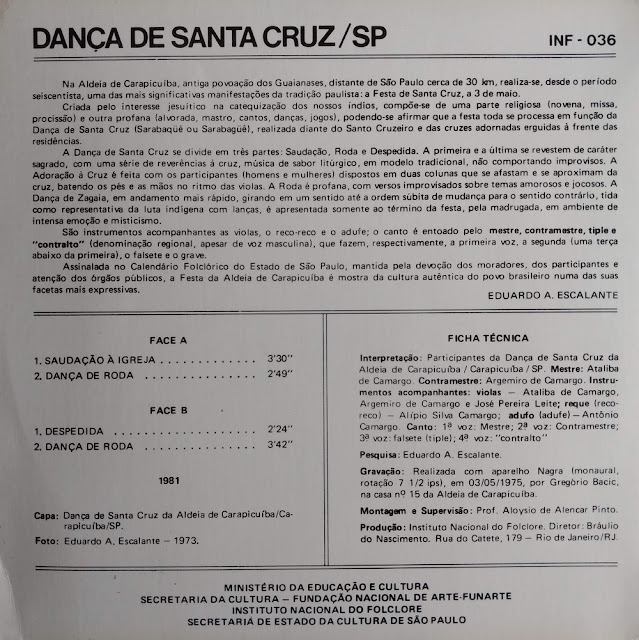 DANÇA DE SANTA CRUZ/SP
INF - 036
Na Aldeia de Carapicuíba, antiga povoação dos Guaianases, distante de São Paulo cerca de 30 km, realiza-se, desde o período
seiscentista, uma das mais significativas manifestações da tradição paulista: a Festa de Santa Cruz, a 3 de maio.
Criada pelo interesse jesuítico na catequização dos nossos índios, compõe-se de uma parte religiosa (novena, missa,
procissão) e outra profana (alvorada, mastro, cantos, danças, jogos), podendo-se afirmar que a festa toda se processa em função da
Dança de Santa Cruz (Sarabaqüê ou Sarabagüê), realizada diante do Santo Cruzeiro e das cruzes adornadas erguidas à frente das
residências.
A Dança de Santa Cruz se divide em três partes: Saudação, Roda e Despedida. A primeira e a última se revestem de caráter
sagrado, com uma série de reverências à cruz, música de sabor litúrgico, em modelo tradicional, não comportando improvisos. A
Adoração à Cruz é feita com os participantes (homens e mulheres) dispostos em duas colunas que se afastam e se aproximam da
cruz, batendo os pés e as mãos no ritmo das violas. A Roda é profana, com versos improvisados sobre temas amorosos e jocosos. A
Dança de Zagaia, em andamento mais rápido, girando em um sentido até a ordem súbita de mudança para o sentido contrário, tida
como representativa da luta indígena com lanças, é apresentada somente ao término da festa, pela madrugada, em ambiente de
intensa emoção e misticismo.
São instrumentos acompanhantes as violas, o reco-reco e o adufe; o canto é entoado pelo mestre, contramestre, tiple e
"contralto" (denominação regional, apesar de voz masculina), que fazem, respectivamente, a primeira voz, a segunda (uma terça
abaixo da primeira), o falsete e o grave.
Assinalada no Calendário Folclórico do Estado de São Paulo, mantida pela devoção dos moradores, dos participantes e
atenção dos órgãos públicos, a Festa da Aldeia de Carapicuíba é mostra da cultura autêntica do povo brasileiro numa das suas
facetas mais expressivas.
EDUARDO A. ESCALANTE
FACE A
1. SAUDAÇÃO À IGREJA . . . . . . . . . . . . . . 3'30"
2. DANÇA DE RODA . . . . . . . . . . . . . . . . 2'49"
FACE B
1. DESPEDIDA . . . . . . . . . . . . . . . . . . . . 2'24"
2. DANÇA DE RODA . . . . . . . . . . . . . . . . 3'42"
1981
Capa: Dança de Santa Cruz da Aldeia de Carapicuíba/Ca-
rapicuíba/SP.
Foto: Eduardo A. Escalante – 1973.
FICHA TÉCNICA
Interpretação: Participantes da Dança de Santa Cruz da
Aldeia de Carapicuíba / Carapicuíba / SP. Mestre: Ataliba
de Camargo. Contramestre: Argemiro de Camargo. Instru-
mentos acompanhantes: violas – Ataliba de Camargo,
Argemiro de Camargo e José Pereira Leite; reque (reco-
reco) – Alípio Silva Camargo; adufo (adufe) – Antônio
Camargo. Canto: 1ª voz: Mestre; 2ª voz: Contramestre;
3ª voz: falsete (tiple); 4ª voz: "contralto"
Pesquisa: Eduardo A. Escalante.
Gravação: Realizada com aparelho Nagra (monaural,
rotação 7 1/2 ips), em 03/05/1975, por Gregório Bacic,
na casa nº 15 da Aldeia de Carapicuíba.
Montagem e Supervisão: Prof. Aloysio de Alencar Pinto.
Produção: Instituto Nacional do Folclore. Diretor: Bráulio
do Nascimento. Rua do Catete, 179 – Rio de Janeiro/RJ.
MINISTÉRIO DA EDUCAÇÃO E CULTURA
SECRETARIA DA CULTURA – FUNDAÇÃO NACIONAL DE ARTE-FUNARTE
INSTITUTO NACIONAL DO FOLCLORE
SECRETARIA DE ESTADO DA CULTURA DE SÃO PAULO